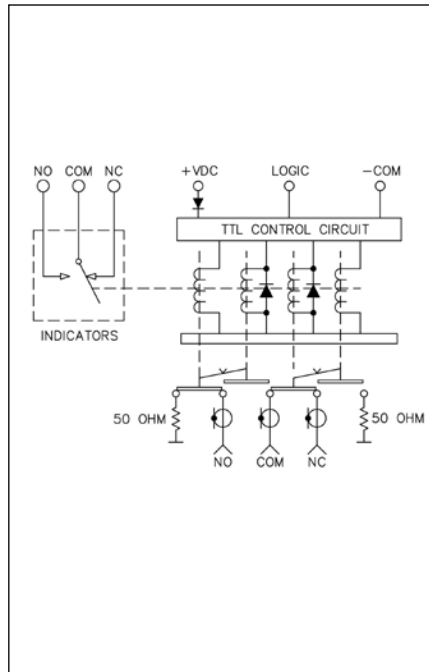 NO COM NC +VDC LOGIC -COM
TTL CONTROL CIRCUIT
INDICATORS
50 OHM 50 OHM
NO COM NC